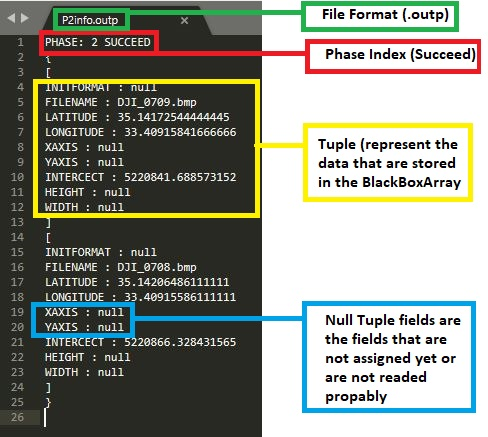 P2info.outp
File Format (.outp)
1 PHASE: 2 SUCCEED
Phase Index (Succeed)
2 {
3 [
4 INITFORMAT : null
5 FILENAME : DJI_0709.bmp
6 LATITUDE : 35.14172544444445
7 LONGITUDE : 33.40915841666666
8 XAXIS : null
9 YAXIS : null
10 INTERCECT : 5220841.688573152
11 HEIGHT : null
12 WIDTH : null
Tuple (represent the
data that are stored
in the BlackBoxArray
13 ]
14 [
15 INITFORMAT : null
16 FILENAME : DJI_0708.bmp
17 LATITUDE : 35.14206486111111
18 LONGITUDE : 33.40915586111111
19 XAXIS : null
20 YAXIS : null
21 INTERCECT : 5220866.328431565
22 HEIGHT : null
23 WIDTH : null
24 ]
25 }
26
Null Tuple fields are
the fields that are
not assigned yet or
are not readed
propably